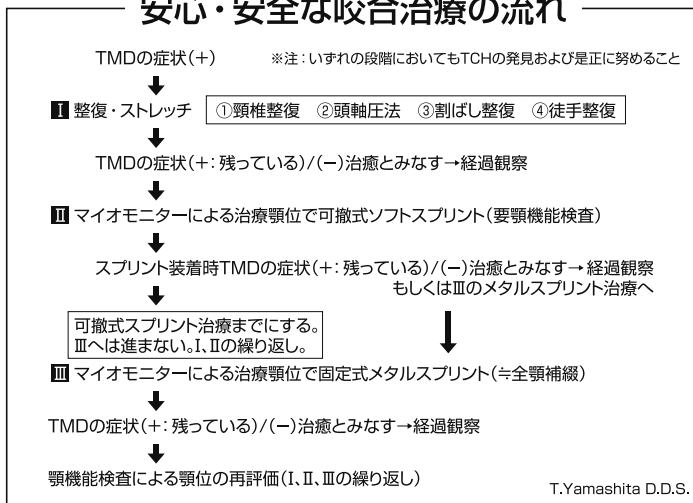 安心・安全な咬合治療の流れ
TMDの症状(+)
※注：いずれの段階においてもTCHの発見および是正に努めること
Ⅰ 整復・ストレッチ ①頸椎整復 ②頭軸圧法 ③割ばし整復 ④徒手整復
TMDの症状(+：残っている)/(−)治癒とみなす→経過観察
Ⅱ マイオモニターによる治療顎位で可撤式ソフトスプリント(要顎機能検査)
スプリント装着時TMDの症状(+：残っている)/(−)治癒とみなす→経過観察
もしくはⅢのメタルスプリント治療へ
可撤式スプリント治療までにする。
Ⅲへは進まない。Ⅰ、Ⅱの繰り返し。
Ⅲ マイオモニターによる治療顎位で固定式メタルスプリント(≒全顎補綴)
TMDの症状(+：残っている)/(−)治癒とみなす→経過観察
顎機能検査による顎位の再評価(Ⅰ、Ⅱ、Ⅲの繰り返し)
T.Yamashita D.D.S.